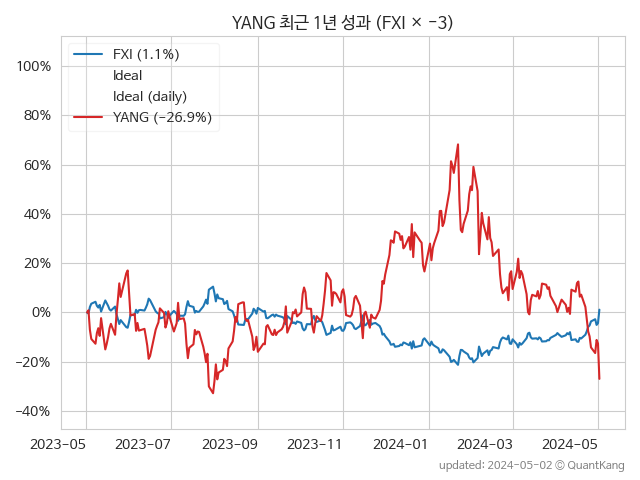 YANG 최근 1년 성과 (FXI × −3)
FXI (1.1%)
Ideal
Ideal (daily)
YANG (−26.9%)
100%
80%
60%
40%
20%
0%
−20%
−40%
2023-05
2023-07
2023-09
2023-11
2024-01
2024-03
2024-05
updated: 2024-05-02 © QuantKang